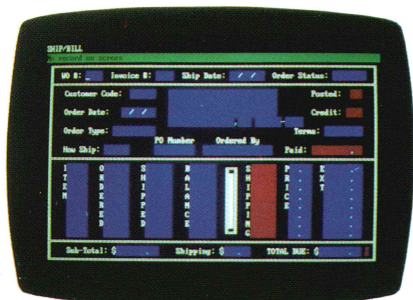 SHIP/BILL
No record on screen
WO #: Invoice #: Ship Date: / / Order Status:
Customer Code: Posted:
Order Date: / / Credit:
Order Type: Terms:
PO Number Ordered By
How Ship: Paid:
ITEM ORDERED SHIPPED BALANCE SHIPPING PRICE EXT
Sub-Total: $ Shipping: $ TOTAL DUE: $